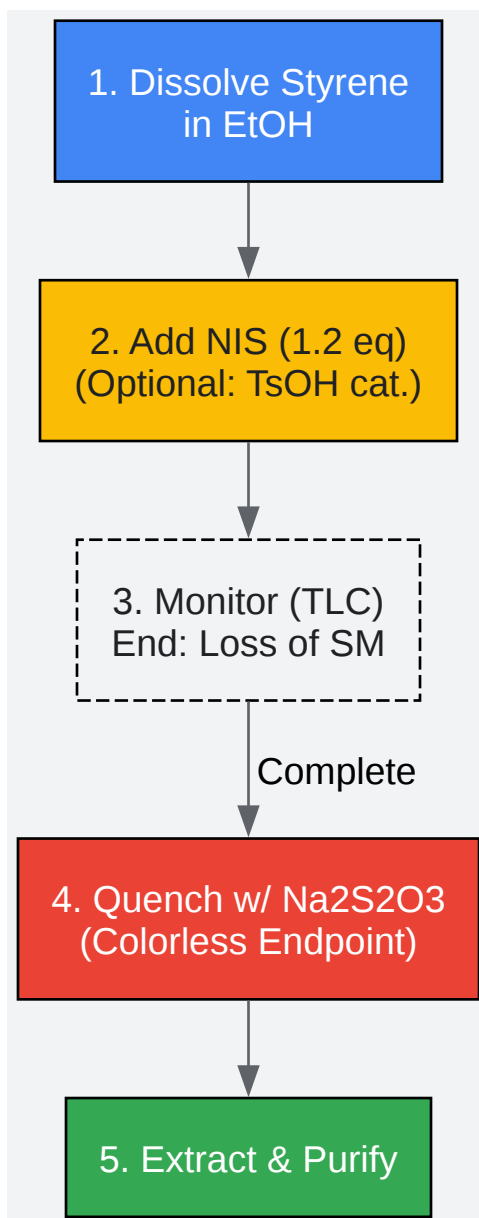 1. Dissolve Styrene
in EtOH
2. Add NIS (1.2 eq)
(Optional: TsOH cat.)
3. Monitor (TLC)
End: Loss of SM
Complete
4. Quench w/ Na2S2O3
(Colorless Endpoint)
5. Extract & Purify